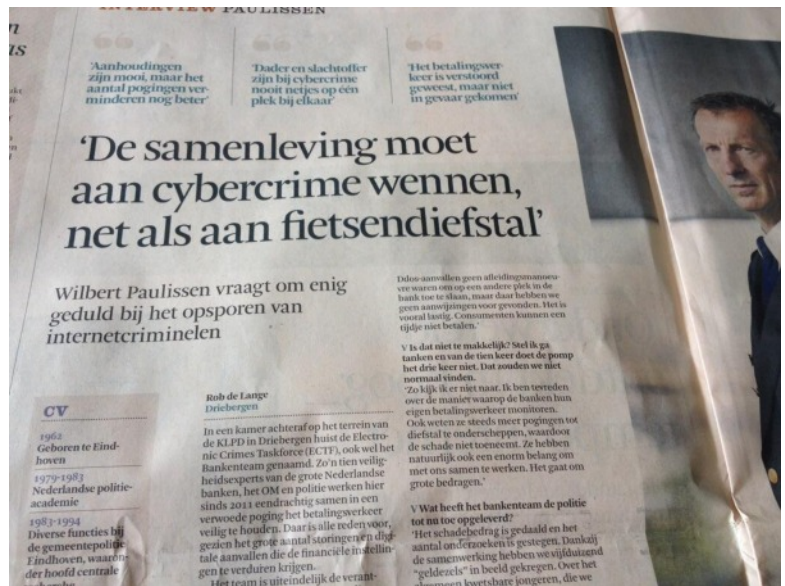 INTERVIEW PAULISSEN
'Aanhoudingen
zijn mooi, maar het
aantal pogingen ver-
minderen nog beter'
'Dader en slachtoffer
zijn bij cybercrime
nooit netjes op één
plek bij elkaar'
'Het betalingsver-
keer is verstoord
geweest, maar niet
in gevaar gekomen'
'De samenleving moet
aan cybercrime wennen,
net als aan fietsendiefstal'
Wilbert Paulissen vraagt om enig
geduld bij het opsporen van
internetcriminelen
CV
1962
Geboren te Eind-
hoven
1979-1983
Nederlandse politie-
academie
1983-1994
Diverse functies bij
de gemeentepolitie
Eindhoven, waaron-
der hoofd centrale
Rob de Lange
Driebergen
In een kamer achteraf op het terrein van
de KLPD in Driebergen huist de Electro-
nic Crimes Taskforce (ECTF), ook wel het
Bankenteam genaamd. Zo'n tien veilig-
heidsexperts van de grote Nederlandse
banken, het OM en politie werken hier
sinds 2011 eendrachtig samen in een
verwoede poging het betalingsverkeer
veilig te houden. Daar is alle reden voor,
gezien het grote aantal storingen en digi-
tale aanvallen die de financiële instellin-
gen te verduren krijgen.
Het team is uiteindelijk de verant-
Ddos-aanvallen geen afleidingsmanoeu-
vre waren om op een andere plek in de
bank toe te slaan, maar daar hebben we
geen aanwijzingen voor gevonden. Het is
vooral lastig. Consumenten kunnen een
tijdje niet betalen.'
V Is dat niet te makkelijk? Stel ik ga
tanken en van de tien keer doet de pomp
het drie keer niet. Dat zouden we niet
normaal vinden.
'Zo kijk ik er niet naar. Ik ben tevreden
over de manier waarop de banken hun
eigen betalingsverkeer monitoren.
Ook weten ze steeds meer pogingen tot
diefstal te onderscheppen, waardoor
de schade niet toeneemt. Ze hebben
natuurlijk ook een enorm belang om
met ons samen te werken. Het gaat om
grote bedragen.'
V Wat heeft het bankenteam de politie
tot nu toe opgeleverd?
'Het schadebedrag is gedaald en het
aantal onderzoeken is gestegen. Dankzij
de samenwerking hebben we vijfduizend
"geldezels" in beeld gekregen. Over het
algemeen kwetsbare jongeren, die we